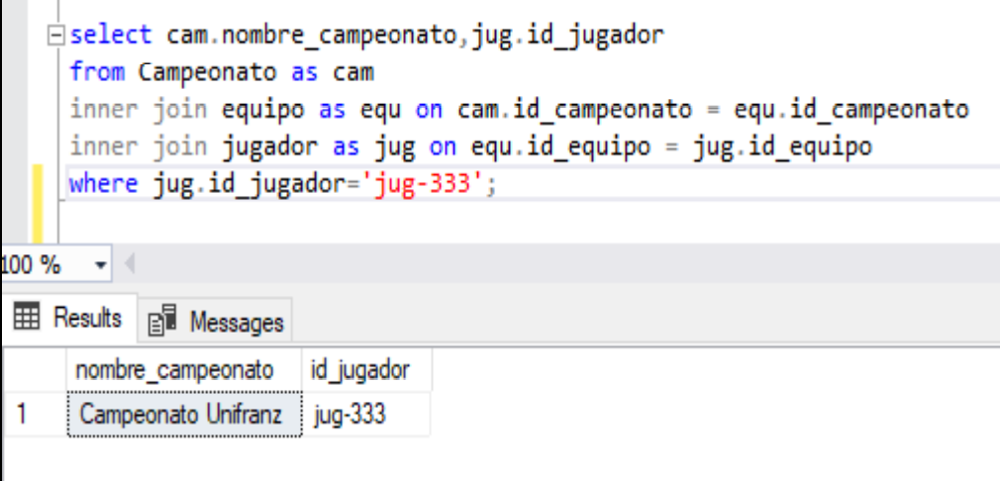 select cam.nombre_campeonato,jug.id_jugador
from Campeonato as cam
inner join equipo as equ on cam.id_campeonato = equ.id_campeonato
inner join jugador as jug on equ.id_equipo = jug.id_equipo
where jug.id_jugador='jug-333';
100 %
Results Messages
nombre_campeonato id_jugador
1 Campeonato Unifranz jug-333